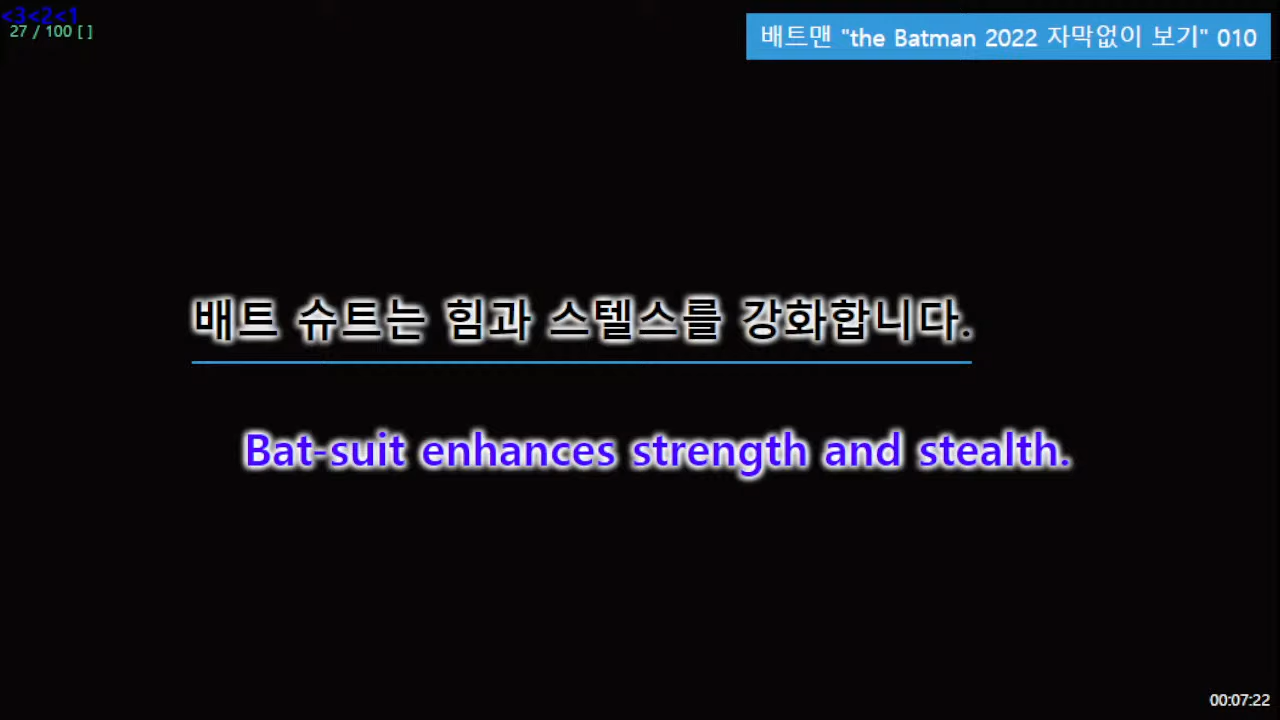 <3<2<1
27 / 100 [ ]
배트맨 "the Batman 2022 자막없이 보기" 010
배트 슈트는 힘과 스텔스를 강화합니다.
Bat-suit enhances strength and stealth.
00:07:22